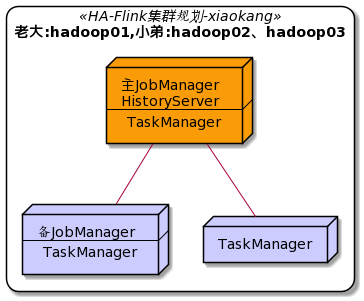 «HA-Flink集群规划-xiaokang»
老大:hadoop01,小弟:hadoop02、hadoop03
主JobManager
HistoryServer
TaskManager
备JobManager
TaskManager
TaskManager